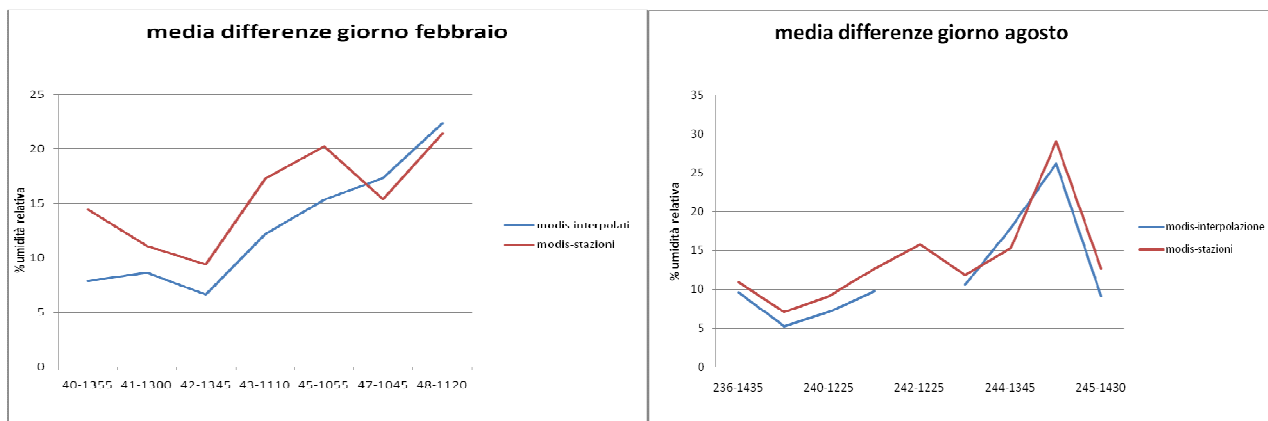 media differenze giorno febbraio
25
20
15
10
5
0
% umidità relativa
40-1355 41-1300 42-1345 43-1110 45-1055 47-1045 48-1120
modis-interpolati
modis-stazioni
media differenze giorno agosto
35
30
25
20
15
10
5
0
% umidità relativa
236-1435 240-1225 242-1225 244-1345 245-1430
modis-interpolazione
modis-stazioni